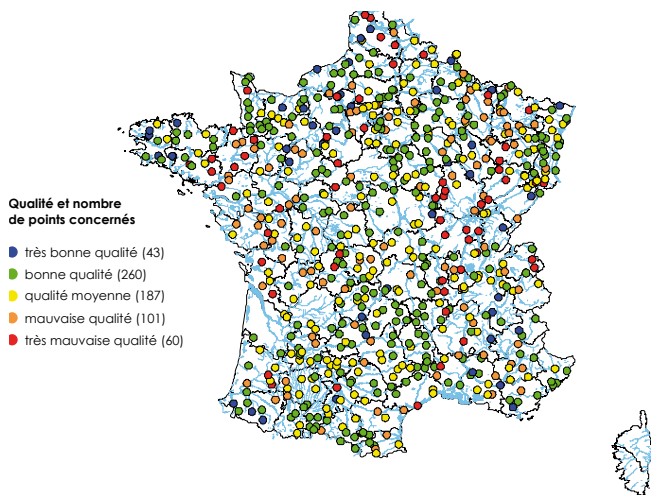 Qualité et nombre
de points concernés
très bonne qualité (43)
bonne qualité (260)
qualité moyenne (187)
mauvaise qualité (101)
très mauvaise qualité (60)